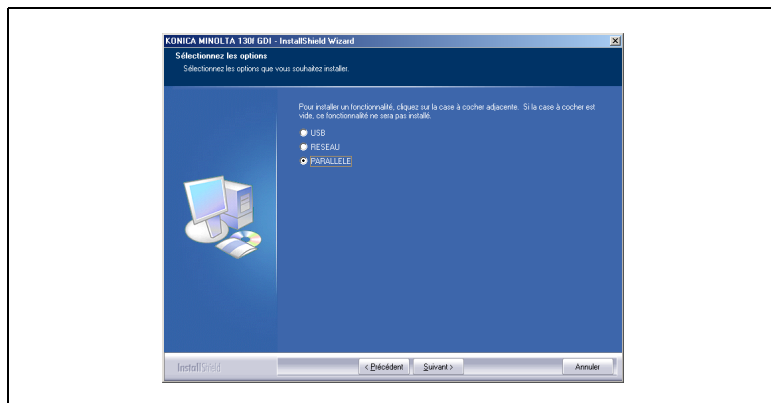 KONICA MINOLTA 130f GDI - InstallShield Wizard
Sélectionnez les options
Sélectionnez les options que vous souhaitez installer.
Pour installer un fonctionnalité, cliquez sur la case à cocher adjacente. Si la case à cocher est
vide, ce fonctionnalité ne sera pas installé.
USB
RESEAU
PARALLELE
InstallShield
< Précédent
Suivant >
Annuler